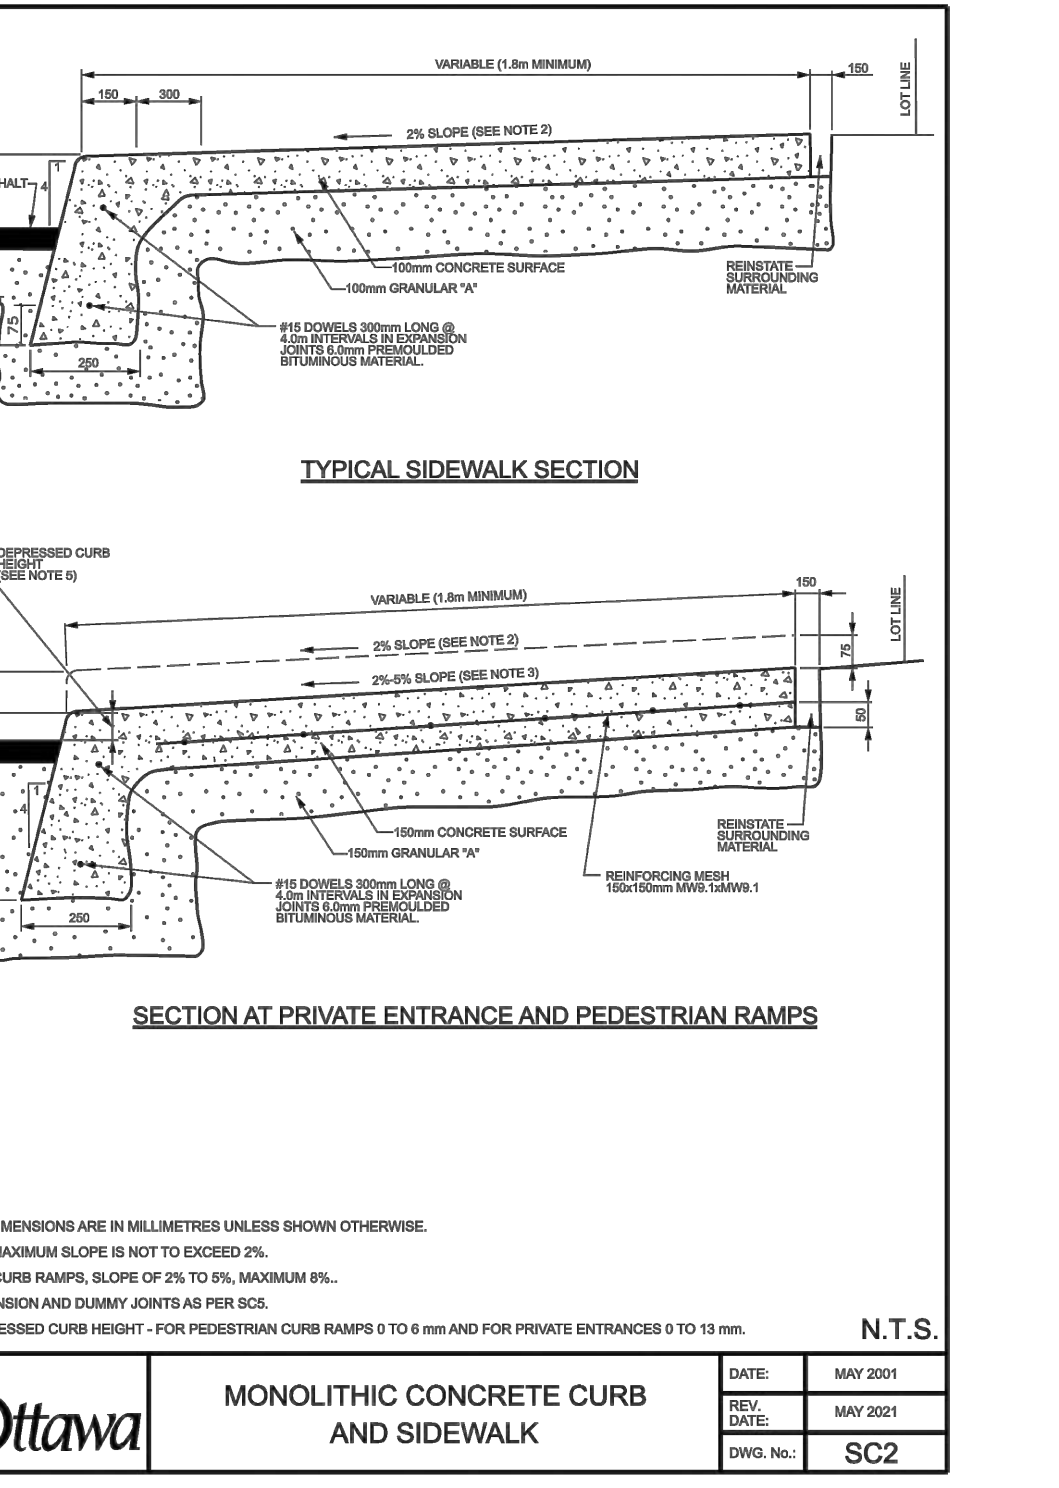 VARIABLE (1.8m MINIMUM)
150
LOT LINE
150
300
2% SLOPE (SEE NOTE 2)
1
4
HALT
100mm CONCRETE SURFACE
100mm GRANULAR "A"
REINSTATE
SURROUNDING
MATERIAL
75
#15 DOWELS 300mm LONG @
4.0m INTERVALS IN EXPANSION
JOINTS 6.0mm PREMOULDED
BITUMINOUS MATERIAL.
250
TYPICAL SIDEWALK SECTION
DEPRESSED CURB
HEIGHT
(SEE NOTE 5)
150
VARIABLE (1.8m MINIMUM)
LOT LINE
2% SLOPE (SEE NOTE 2)
75
2%-5% SLOPE (SEE NOTE 3)
50
1
4
150mm CONCRETE SURFACE
150mm GRANULAR "A"
REINSTATE
SURROUNDING
MATERIAL
REINFORCING MESH
150x150mm MW9.1xMW9.1
#15 DOWELS 300mm LONG @
4.0m INTERVALS IN EXPANSION
JOINTS 6.0mm PREMOULDED
BITUMINOUS MATERIAL.
250
SECTION AT PRIVATE ENTRANCE AND PEDESTRIAN RAMPS
MENSIONS ARE IN MILLIMETRES UNLESS SHOWN OTHERWISE.
MAXIMUM SLOPE IS NOT TO EXCEED 2%.
CURB RAMPS, SLOPE OF 2% TO 5%, MAXIMUM 8%..
NSION AND DUMMY JOINTS AS PER SC5.
ESSED CURB HEIGHT - FOR PEDESTRIAN CURB RAMPS 0 TO 6 mm AND FOR PRIVATE ENTRANCES 0 TO 13 mm.
N.T.S.
Ottawa
MONOLITHIC CONCRETE CURB
AND SIDEWALK
DATE:
MAY 2001
REV.
DATE:
MAY 2021
DWG. No.:
SC2